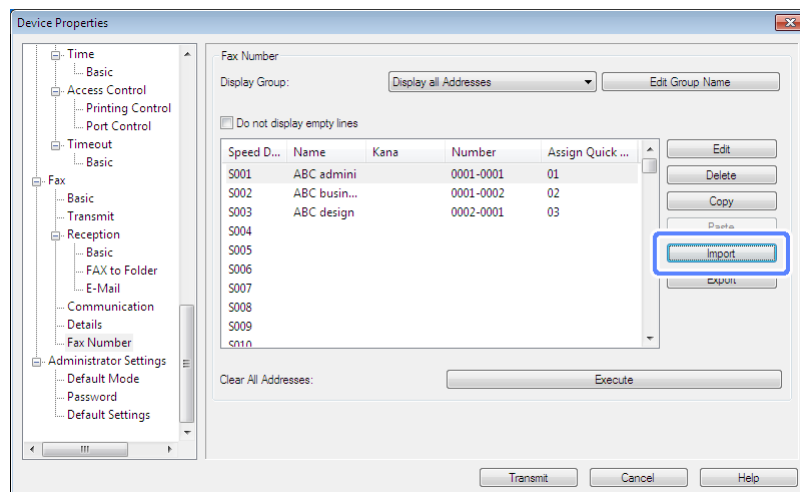 Device Properties
Time
Basic
Access Control
Printing Control
Port Control
Timeout
Basic
Fax
Basic
Transmit
Reception
Basic
FAX to Folder
E-Mail
Communication
Details
Fax Number
Administrator Settings
Default Mode
Password
Default Settings
Fax Number
Display Group: Display all Addresses Edit Group Name
Do not display empty lines
Speed D... Name Kana Number Assign Quick ...
S001 ABC admini 0001-0001 01
S002 ABC busin... 0001-0002 02
S003 ABC design 0002-0001 03
S004
S005
S006
S007
S008
S009
S010
Edit
Delete
Copy
Paste
Import
Export
Clear All Addresses: Execute
Transmit Cancel Help